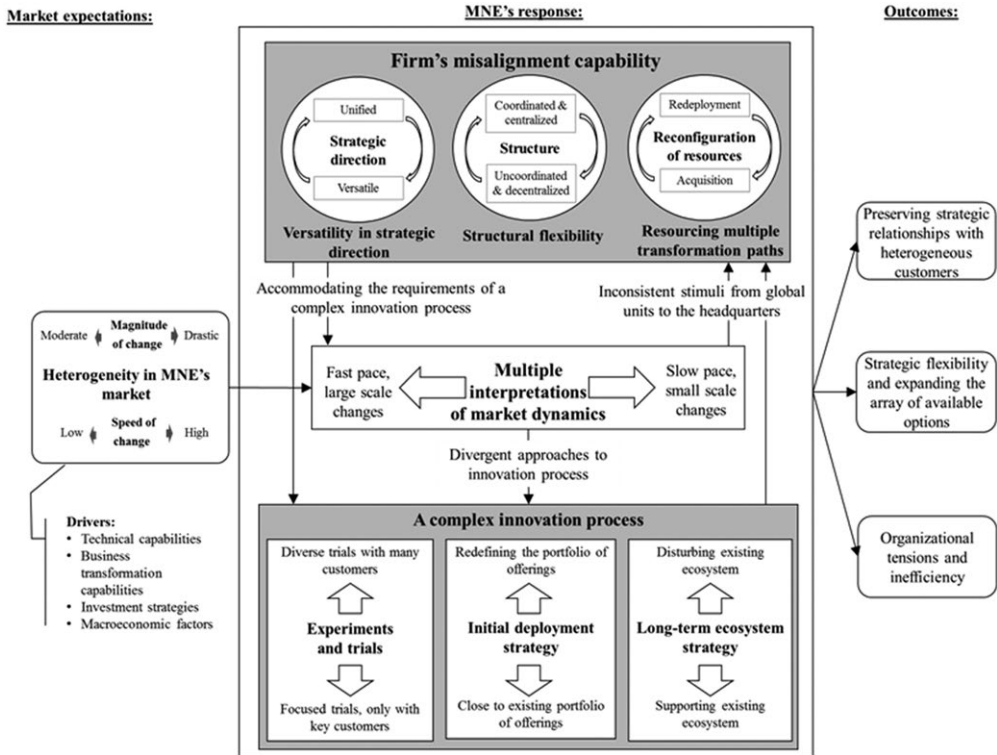 Market expectations:
MNE's response:
Outcomes:
Firm's misalignment capability
Unified
Strategic
direction
Versatile
Versatility in strategic
direction
Coordinated &
centralized
Structure
Uncoordinated
& decentralized
Structural flexibility
Redeployment
Reconfiguration
of resources
Acquisition
Resourcing multiple
transformation paths
Accommodating the requirements of a
complex innovation process
Inconsistent stimuli from global
units to the headquarters
Moderate
Magnitude
of change
Drastic
Heterogeneity in MNE's
market
Low
Speed of
change
High
Drivers:
• Technical capabilities
• Business
transformation
capabilities
• Investment strategies
• Macroeconomic factors
Fast pace,
large scale
changes
Multiple
interpretations
of market dynamics
Slow pace,
small scale
changes
Divergent approaches to
innovation process
A complex innovation process
Diverse trials with many
customers
Experiments
and trials
Focused trials, only with
key customers
Redefining the portfolio of
offerings
Initial deployment
strategy
Close to existing portfolio
of offerings
Disturbing existing
ecosystem
Long-term ecosystem
strategy
Supporting existing
ecosystem
Preserving strategic
relationships with
heterogeneous
customers
Strategic flexibility
and expanding the
array of available
options
Organizational
tensions and
inefficiency